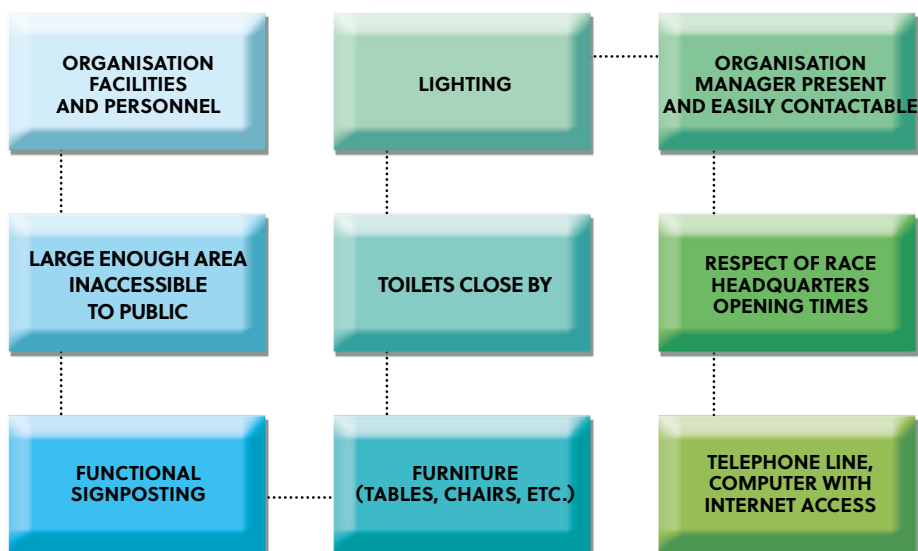 ORGANISATION
FACILITIES
AND PERSONNEL
LARGE ENOUGH AREA
INACCESSIBLE
TO PUBLIC
FUNCTIONAL
SIGNPOSTING
FURNITURE
(TABLES, CHAIRS, ETC.)
TOILETS CLOSE BY
LIGHTING
ORGANISATION
MANAGER PRESENT
AND EASILY CONTACTABLE
RESPECT OF RACE
HEADQUARTERS
OPENING TIMES
TELEPHONE LINE,
COMPUTER WITH
INTERNET ACCESS